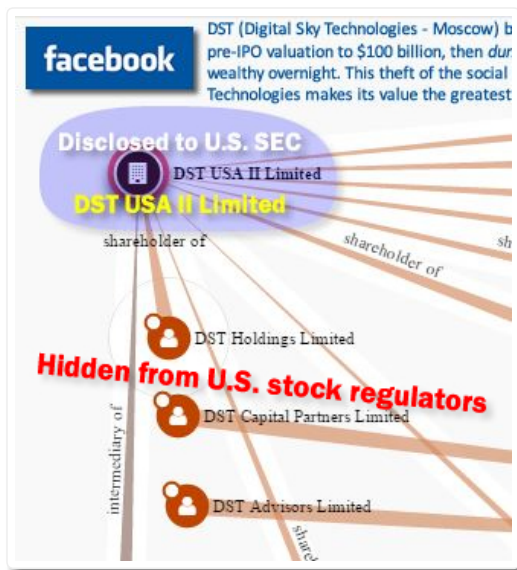 facebook
DST (Digital Sky Technologies - Moscow) b
pre-IPO valuation to $100 billion, then dur
wealthy overnight. This theft of the social
Technologies makes its value the greatest
Disclosed to U.S. SEC
DST USA II Limited
DST USA II Limited
shareholder of
shareholder of
sh
DST Holdings Limited
Hidden from U.S. stock regulators
DST Capital Partners Limited
intermediary of
DST Advisors Limited
share